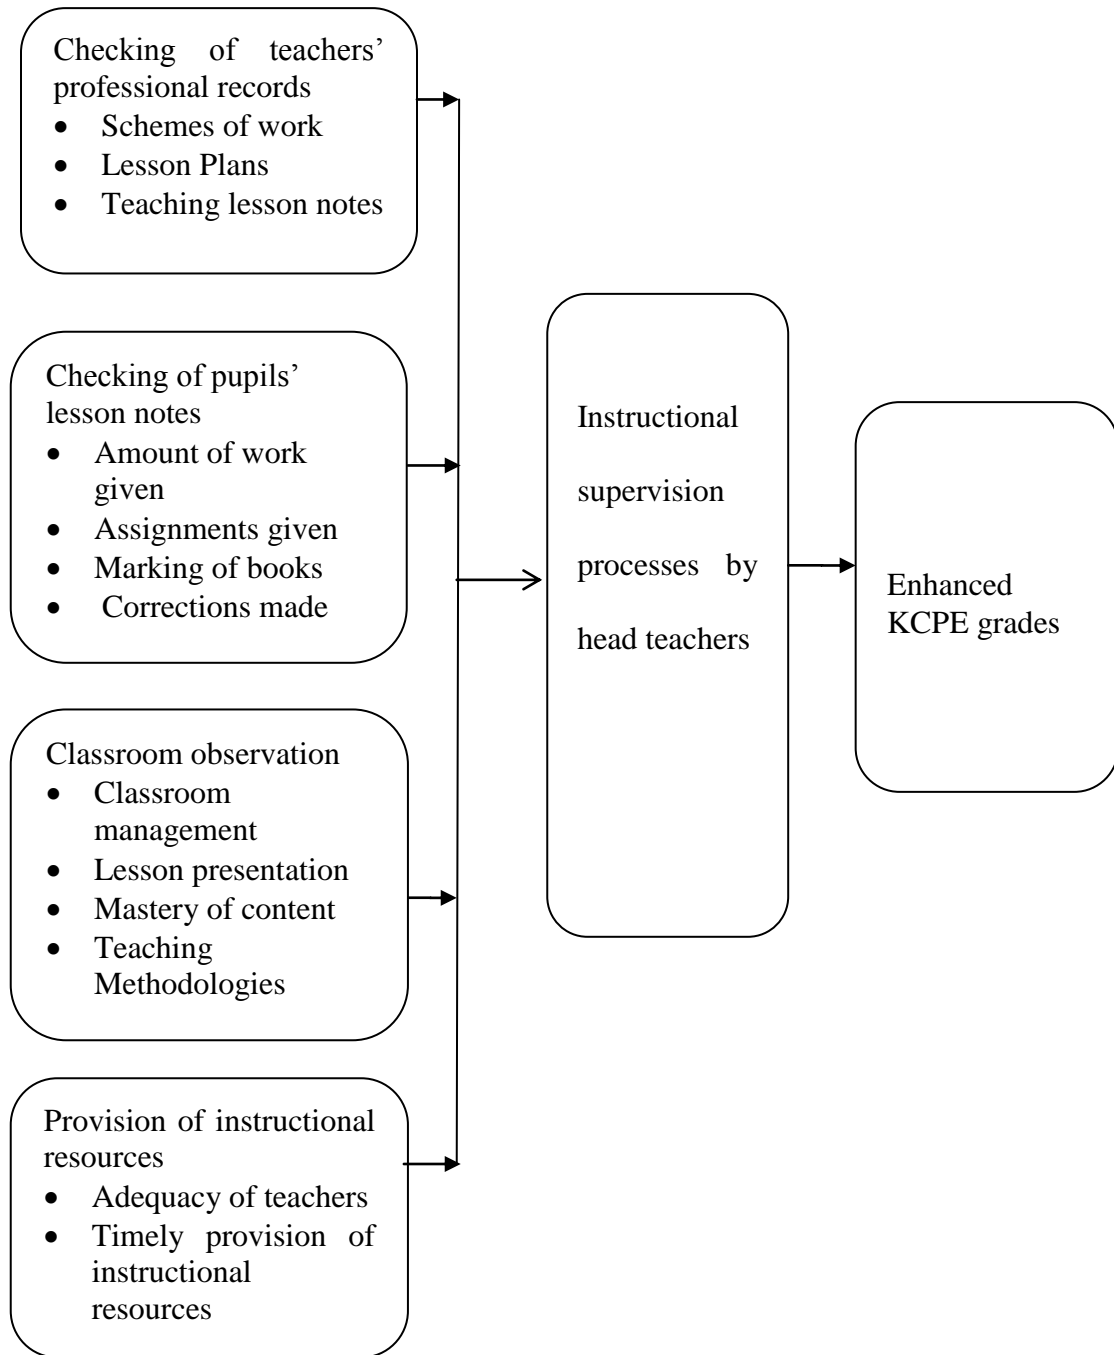 Checking of teachers’
professional records
• Schemes of work
• Lesson Plans
• Teaching lesson notes
Checking of pupils’
lesson notes
• Amount of work
given
• Assignments given
• Marking of books
• Corrections made
Classroom observation
• Classroom
management
• Lesson presentation
• Mastery of content
• Teaching
Methodologies
Provision of instructional
resources
• Adequacy of teachers
• Timely provision of
instructional
resources
Instructional
supervision
processes by
head teachers
Enhanced
KCPE grades